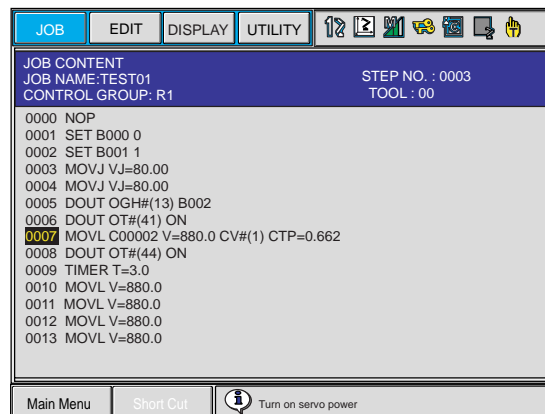 JOB EDIT DISPLAY UTILITY
JOB CONTENT
JOB NAME:TEST01 STEP NO. : 0003
CONTROL GROUP: R1 TOOL : 00
0000 NOP
0001 SET B000 0
0002 SET B001 1
0003 MOVJ VJ=80.00
0004 MOVJ VJ=80.00
0005 DOUT OGH#(13) B002
0006 DOUT OT#(41) ON
0007 MOVL C00002 V=880.0 CV#(1) CTP=0.662
0008 DOUT OT#(44) ON
0009 TIMER T=3.0
0010 MOVL V=880.0
0011 MOVL V=880.0
0012 MOVL V=880.0
0013 MOVL V=880.0
Main Menu Short Cut Turn on servo power